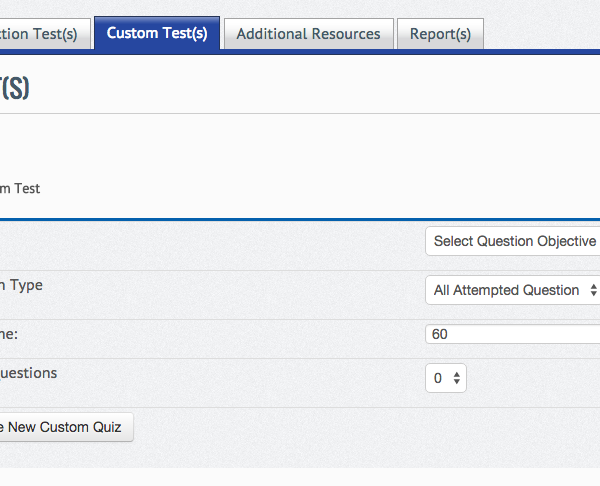 ction Test(s) Custom Test(s) Additional Resources Report(s)
T(S)
m Test
Select Question Objective
n Type All Attempted Question
me: 60
uestions 0
e New Custom Quiz